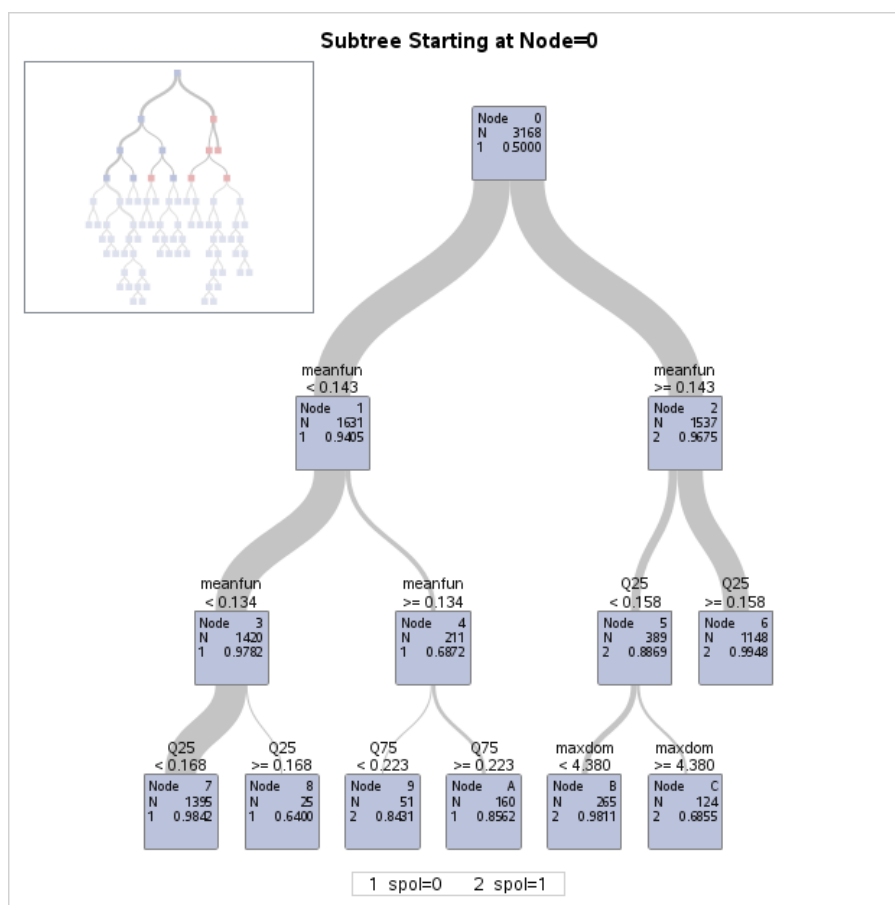 Subtree Starting at Node=0
Node 0
N 3168
1 0.5000
meanfun
< 0.143
meanfun
>= 0.143
Node 1
N 1631
1 0.9405
Node 2
N 1537
2 0.9675
meanfun
< 0.134
meanfun
>= 0.134
Q25
< 0.158
Q25
>= 0.158
Node 3
N 1420
1 0.9782
Node 4
N 211
1 0.6872
Node 5
N 389
2 0.8869
Node 6
N 1148
2 0.9948
Q25
< 0.168
Q25
>= 0.168
Q75
< 0.223
Q75
>= 0.223
maxdom
< 4.380
maxdom
>= 4.380
Node 7
N 1395
1 0.9842
Node 8
N 25
1 0.6400
Node 9
N 51
2 0.8431
Node A
N 160
1 0.8562
Node B
N 265
2 0.9811
Node C
N 124
2 0.6855
1 spol=0 2 spol=1